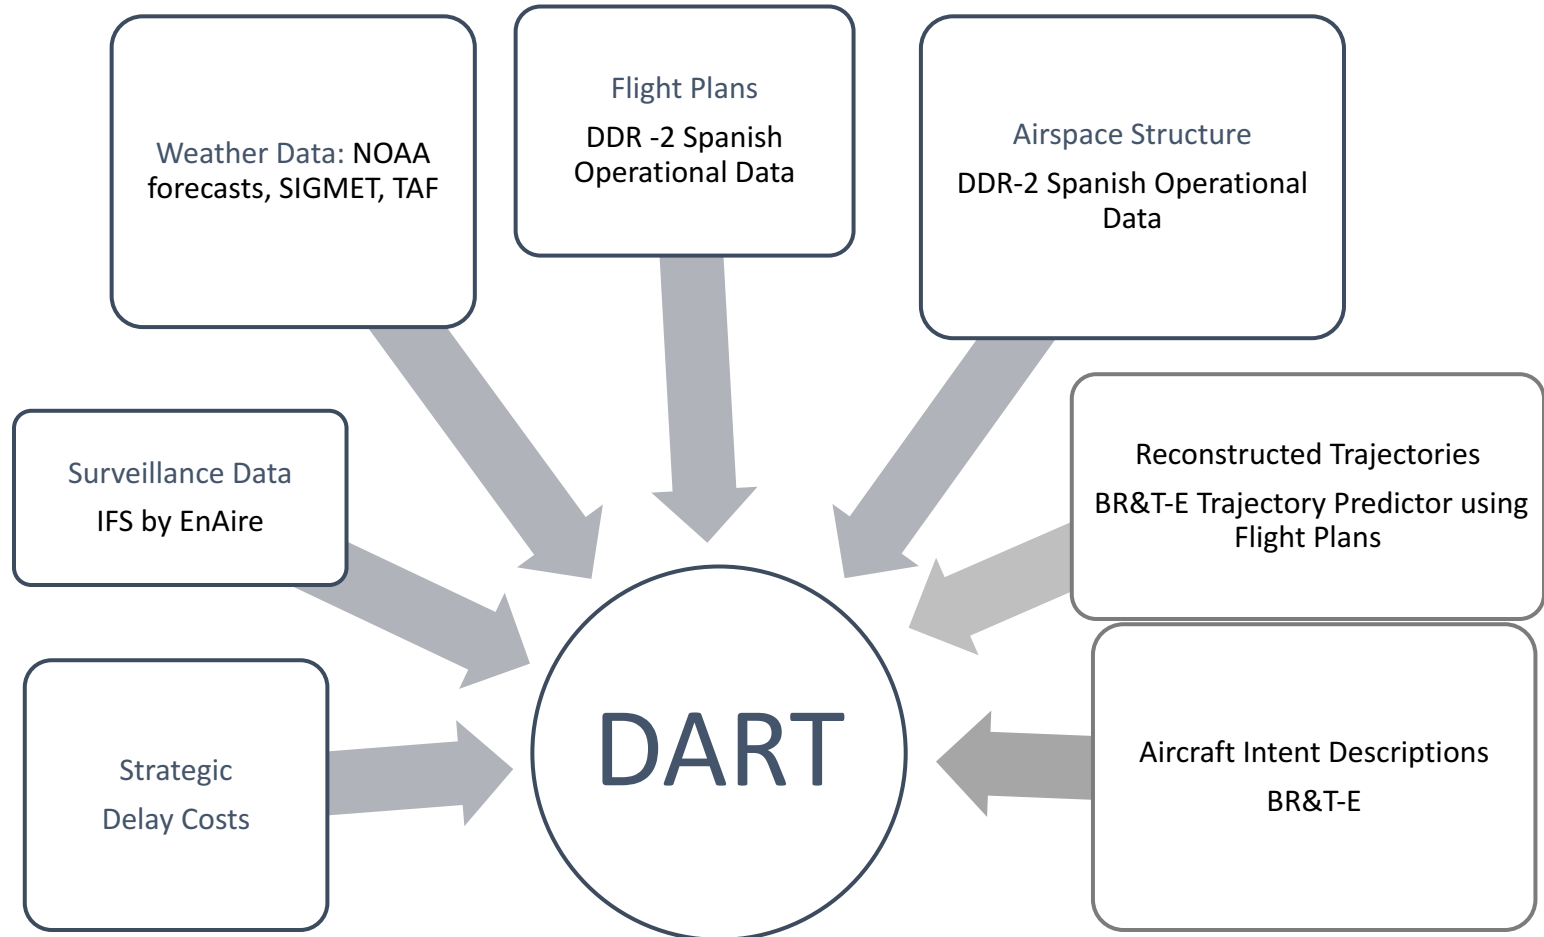 Flight Plans
DDR -2 Spanish
Operational Data
Weather Data: NOAA
forecasts, SIGMET, TAF
Airspace Structure
DDR-2 Spanish Operational
Data
Surveillance Data
IFS by EnAire
Reconstructed Trajectories
BR&T-E Trajectory Predictor using
Flight Plans
Strategic
Delay Costs
DART
Aircraft Intent Descriptions
BR&T-E